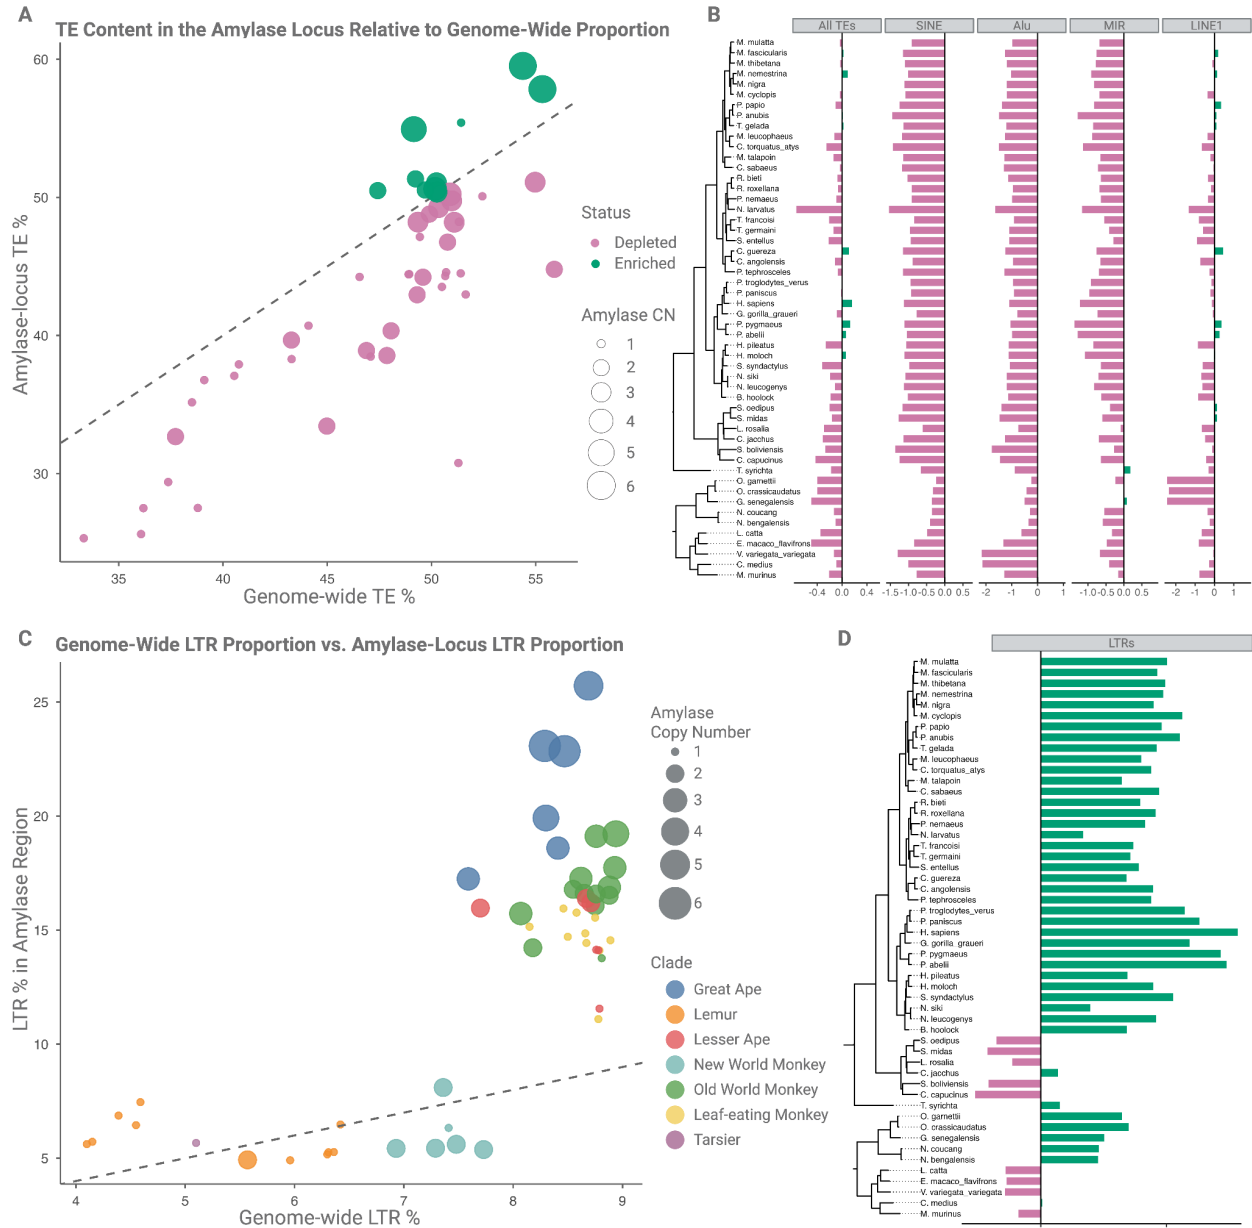 A
TE Content in the Amylase Locus Relative to Genome-Wide Proportion
60
50
40
30
Amylase-locus TE %
35
40
45
50
55
Genome-wide TE %
Status
Depleted
Enriched
Amylase CN
1
2
3
4
5
6
B
All TEs
SINE
Alu
MIR
LINE1
M. mulatta
M. fascicularis
M. thibetana
M. nemestrina
M. nigra
M. cyclopis
P. papio
P. anubis
T. gelada
M. leucophaeus
C. torquatus_atys
M. talapoin
C. sabaeus
R. bieti
R. roxellana
P. nemaeus
N. larvatus
T. francoisi
T. germaini
S. entellus
C. guereza
C. angolensis
P. tephrosceles
P. troglodytes_verus
P. paniscus
H. sapiens
G. gorilla_graueri
P. pygmaeus
P. abelii
H. pileatus
H. moloch
S. syndactylus
N. siki
N. leucogenys
B. hoolock
S. oedipus
S. midas
L. rosalia
C. jacchus
S. boliviensis
C. capucinus
T. syrichta
O. garnettii
O. crassicaudatus
G. senegalensis
N. coucang
N. bengalensis
L. catta
E. macaco_flavifrons
V. variegata_variegata
C. medius
M. murinus
-0.4 0.0 0.4
-1.5 -1.0 -0.5 0.0 0.5
-2 -1 0 1
-1.0 -0.5 0.0 0.5
-2 -1 0 1
C
Genome-Wide LTR Proportion vs. Amylase-Locus LTR Proportion
25
20
15
10
5
LTR % in Amylase Region
4
5
6
7
8
9
Genome-wide LTR %
Amylase
Copy Number
1
2
3
4
5
6
Clade
Great Ape
Lemur
Lesser Ape
New World Monkey
Old World Monkey
Leaf-eating Monkey
Tarsier
D
LTRs
M. mulatta
M. fascicularis
M. thibetana
M. nemestrina
M. nigra
M. cyclopis
P. papio
P. anubis
T. gelada
M. leucophaeus
C. torquatus_atys
M. talapoin
C. sabaeus
R. bieti
R. roxellana
P. nemaeus
N. larvatus
T. francoisi
T. germaini
S. entellus
C. guereza
C. angolensis
P. tephrosceles
P. troglodytes_verus
P. paniscus
H. sapiens
G. gorilla_graueri
P. pygmaeus
P. abelii
H. pileatus
H. moloch
S. syndactylus
N. siki
N. leucogenys
B. hoolock
S. oedipus
S. midas
L. rosalia
C. jacchus
S. boliviensis
C. capucinus
T. syrichta
O. garnettii
O. crassicaudatus
G. senegalensis
N. coucang
N. bengalensis
L. catta
E. macaco_flavifrons
V. variegata_variegata
C. medius
M. murinus